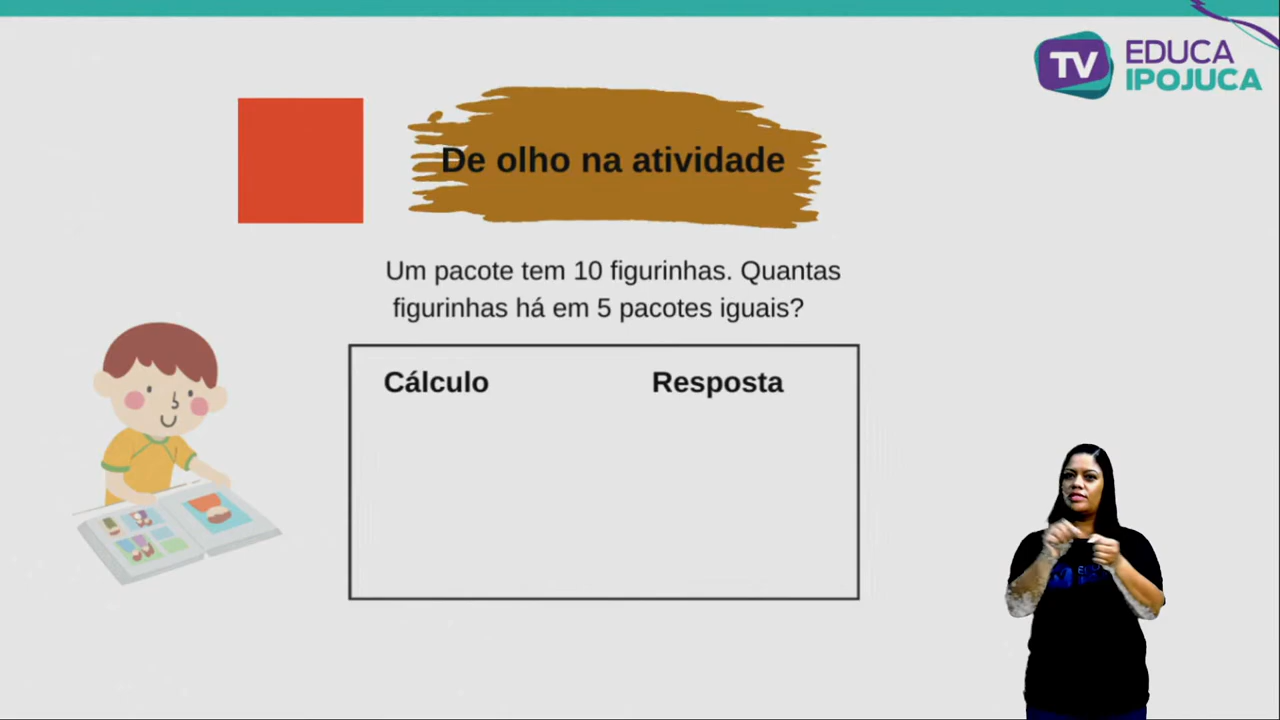 TV EDUCA
IPOJUCA
De olho na atividade
Um pacote tem 10 figurinhas. Quantas
figurinhas há em 5 pacotes iguais?
Cálculo Resposta